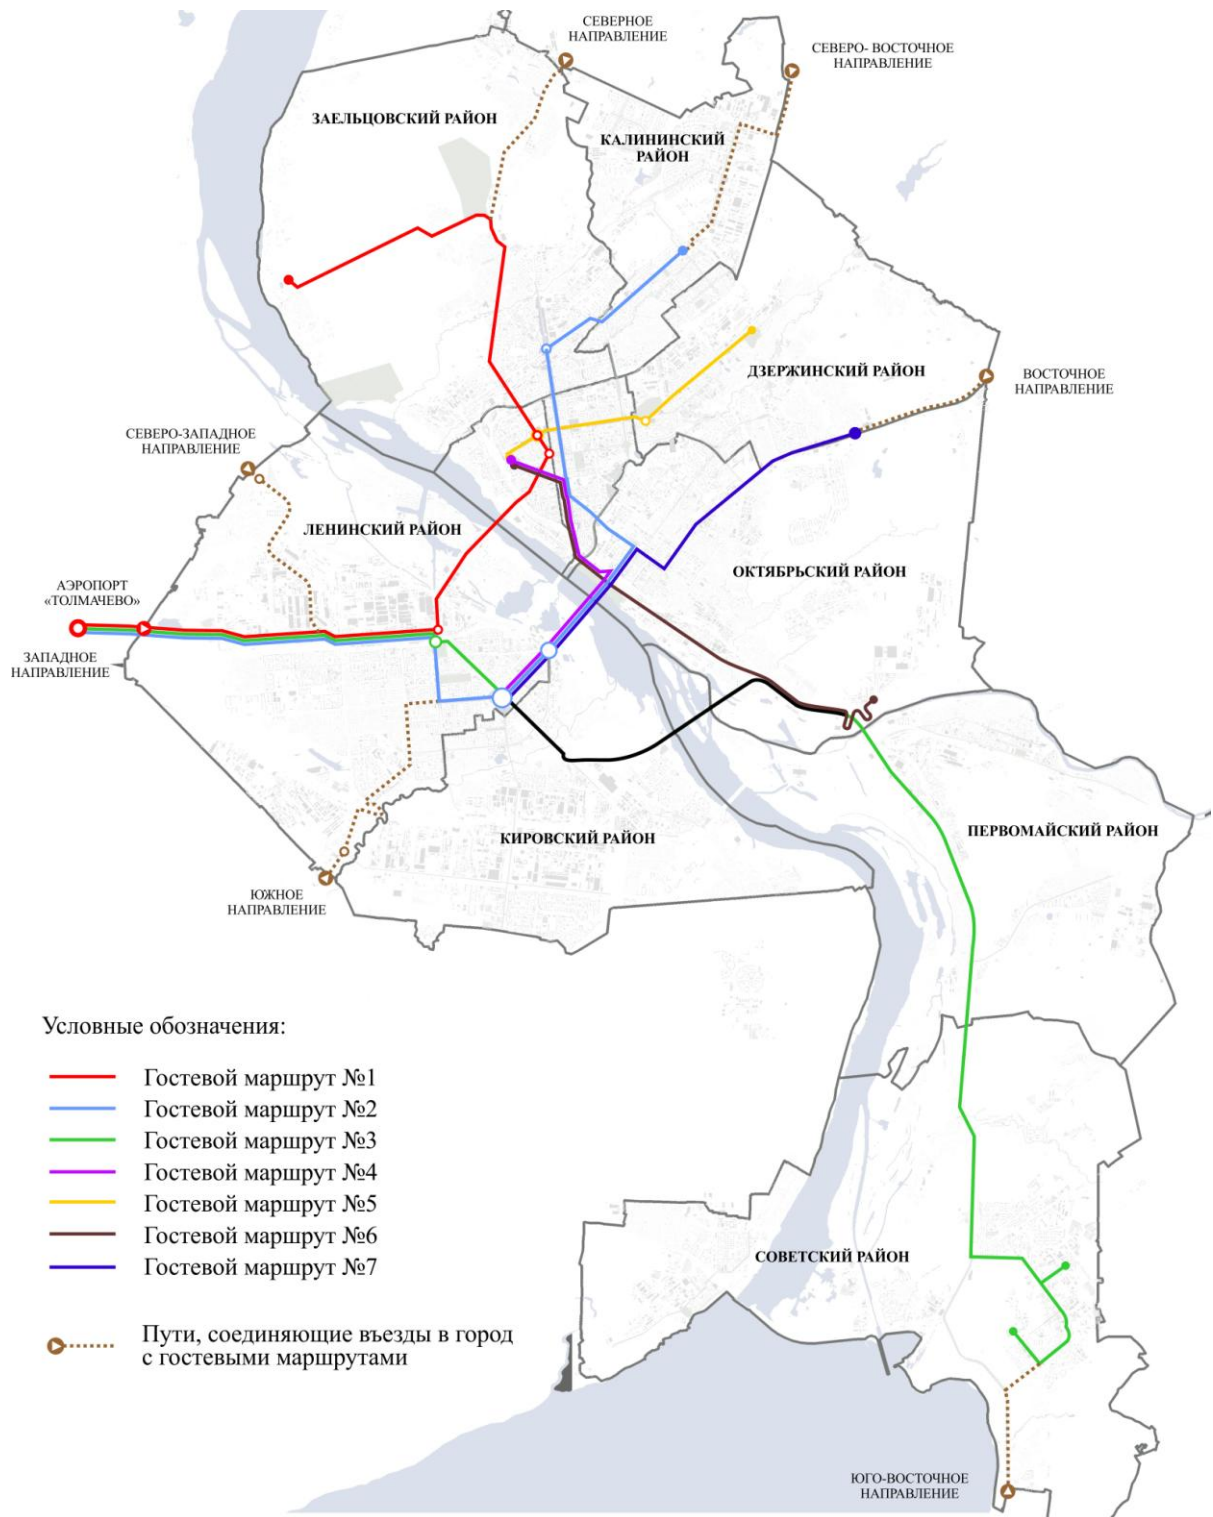 СЕВЕРНОЕ
НАПРАВЛЕНИЕ
СЕВЕРО- ВОСТОЧНОЕ
НАПРАВЛЕНИЕ
ЗАЕЛЬЦОВСКИЙ РАЙОН
КАЛИНИНСКИЙ
РАЙОН
ДЗЕРЖИНСКИЙ РАЙОН
ВОСТОЧНОЕ
НАПРАВЛЕНИЕ
СЕВЕРО-ЗАПАДНОЕ
НАПРАВЛЕНИЕ
ЛЕНИНСКИЙ РАЙОН
ОКТЯБРЬСКИЙ РАЙОН
АЭРОПОРТ
«ТОЛМАЧЕВО»
ЗАПАДНОЕ
НАПРАВЛЕНИЕ
КИРОВСКИЙ РАЙОН
ПЕРВОМАЙСКИЙ РАЙОН
ЮЖНОЕ
НАПРАВЛЕНИЕ
Условные обозначения:
Гостевой маршрут №1
Гостевой маршрут №2
Гостевой маршрут №3
Гостевой маршрут №4
Гостевой маршрут №5
Гостевой маршрут №6
Гостевой маршрут №7
Пути, соединяющие въезды в город
с гостевыми маршрутами
СОВЕТСКИЙ РАЙОН
ЮГО-ВОСТОЧНОЕ
НАПРАВЛЕНИЕ